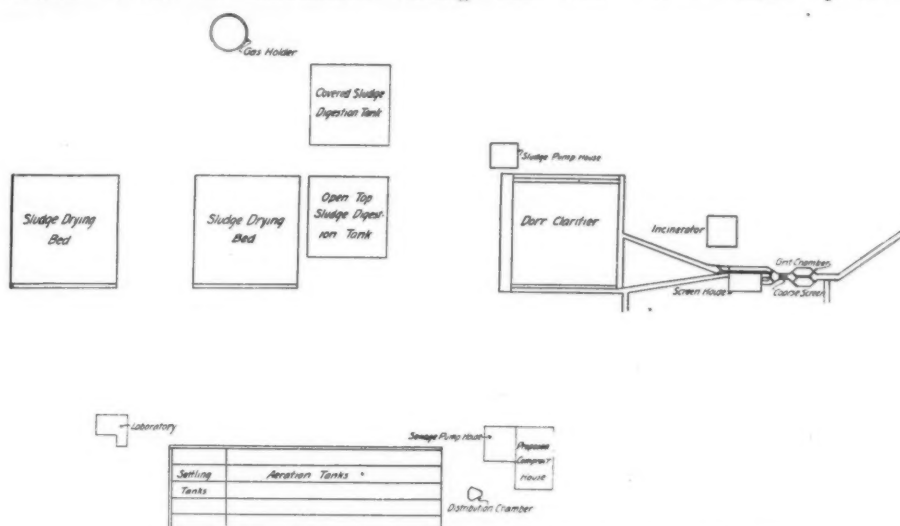 Gas Holder
Covered Sludge
Digestion Tank
Sludge Pump House
Sludge Drying
Bed
Sludge Drying
Bed
Open Top
Sludge Digest-
ion Tank
Dorr Clarifier
Incinerator
Grit Chamber
Screen House
Coarse Screen
Laboratory
Sewage Pump House
Proposed
House
Settling
Tanks
Aeration Tanks
Distribution Chamber